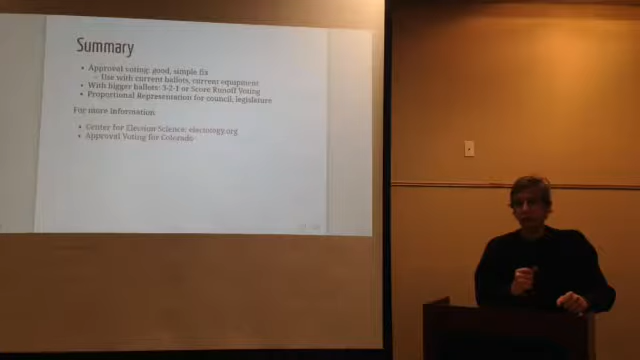 Summary
• Approval voting: good, simple fix
– Use with current ballots, current equipment
• With bigger ballots: 3-2-1 or Score Runoff Voting
• Proportional Representation for council, legislature
For more information
• Center for Election Science: electology.org
• Approval Voting for Colorado